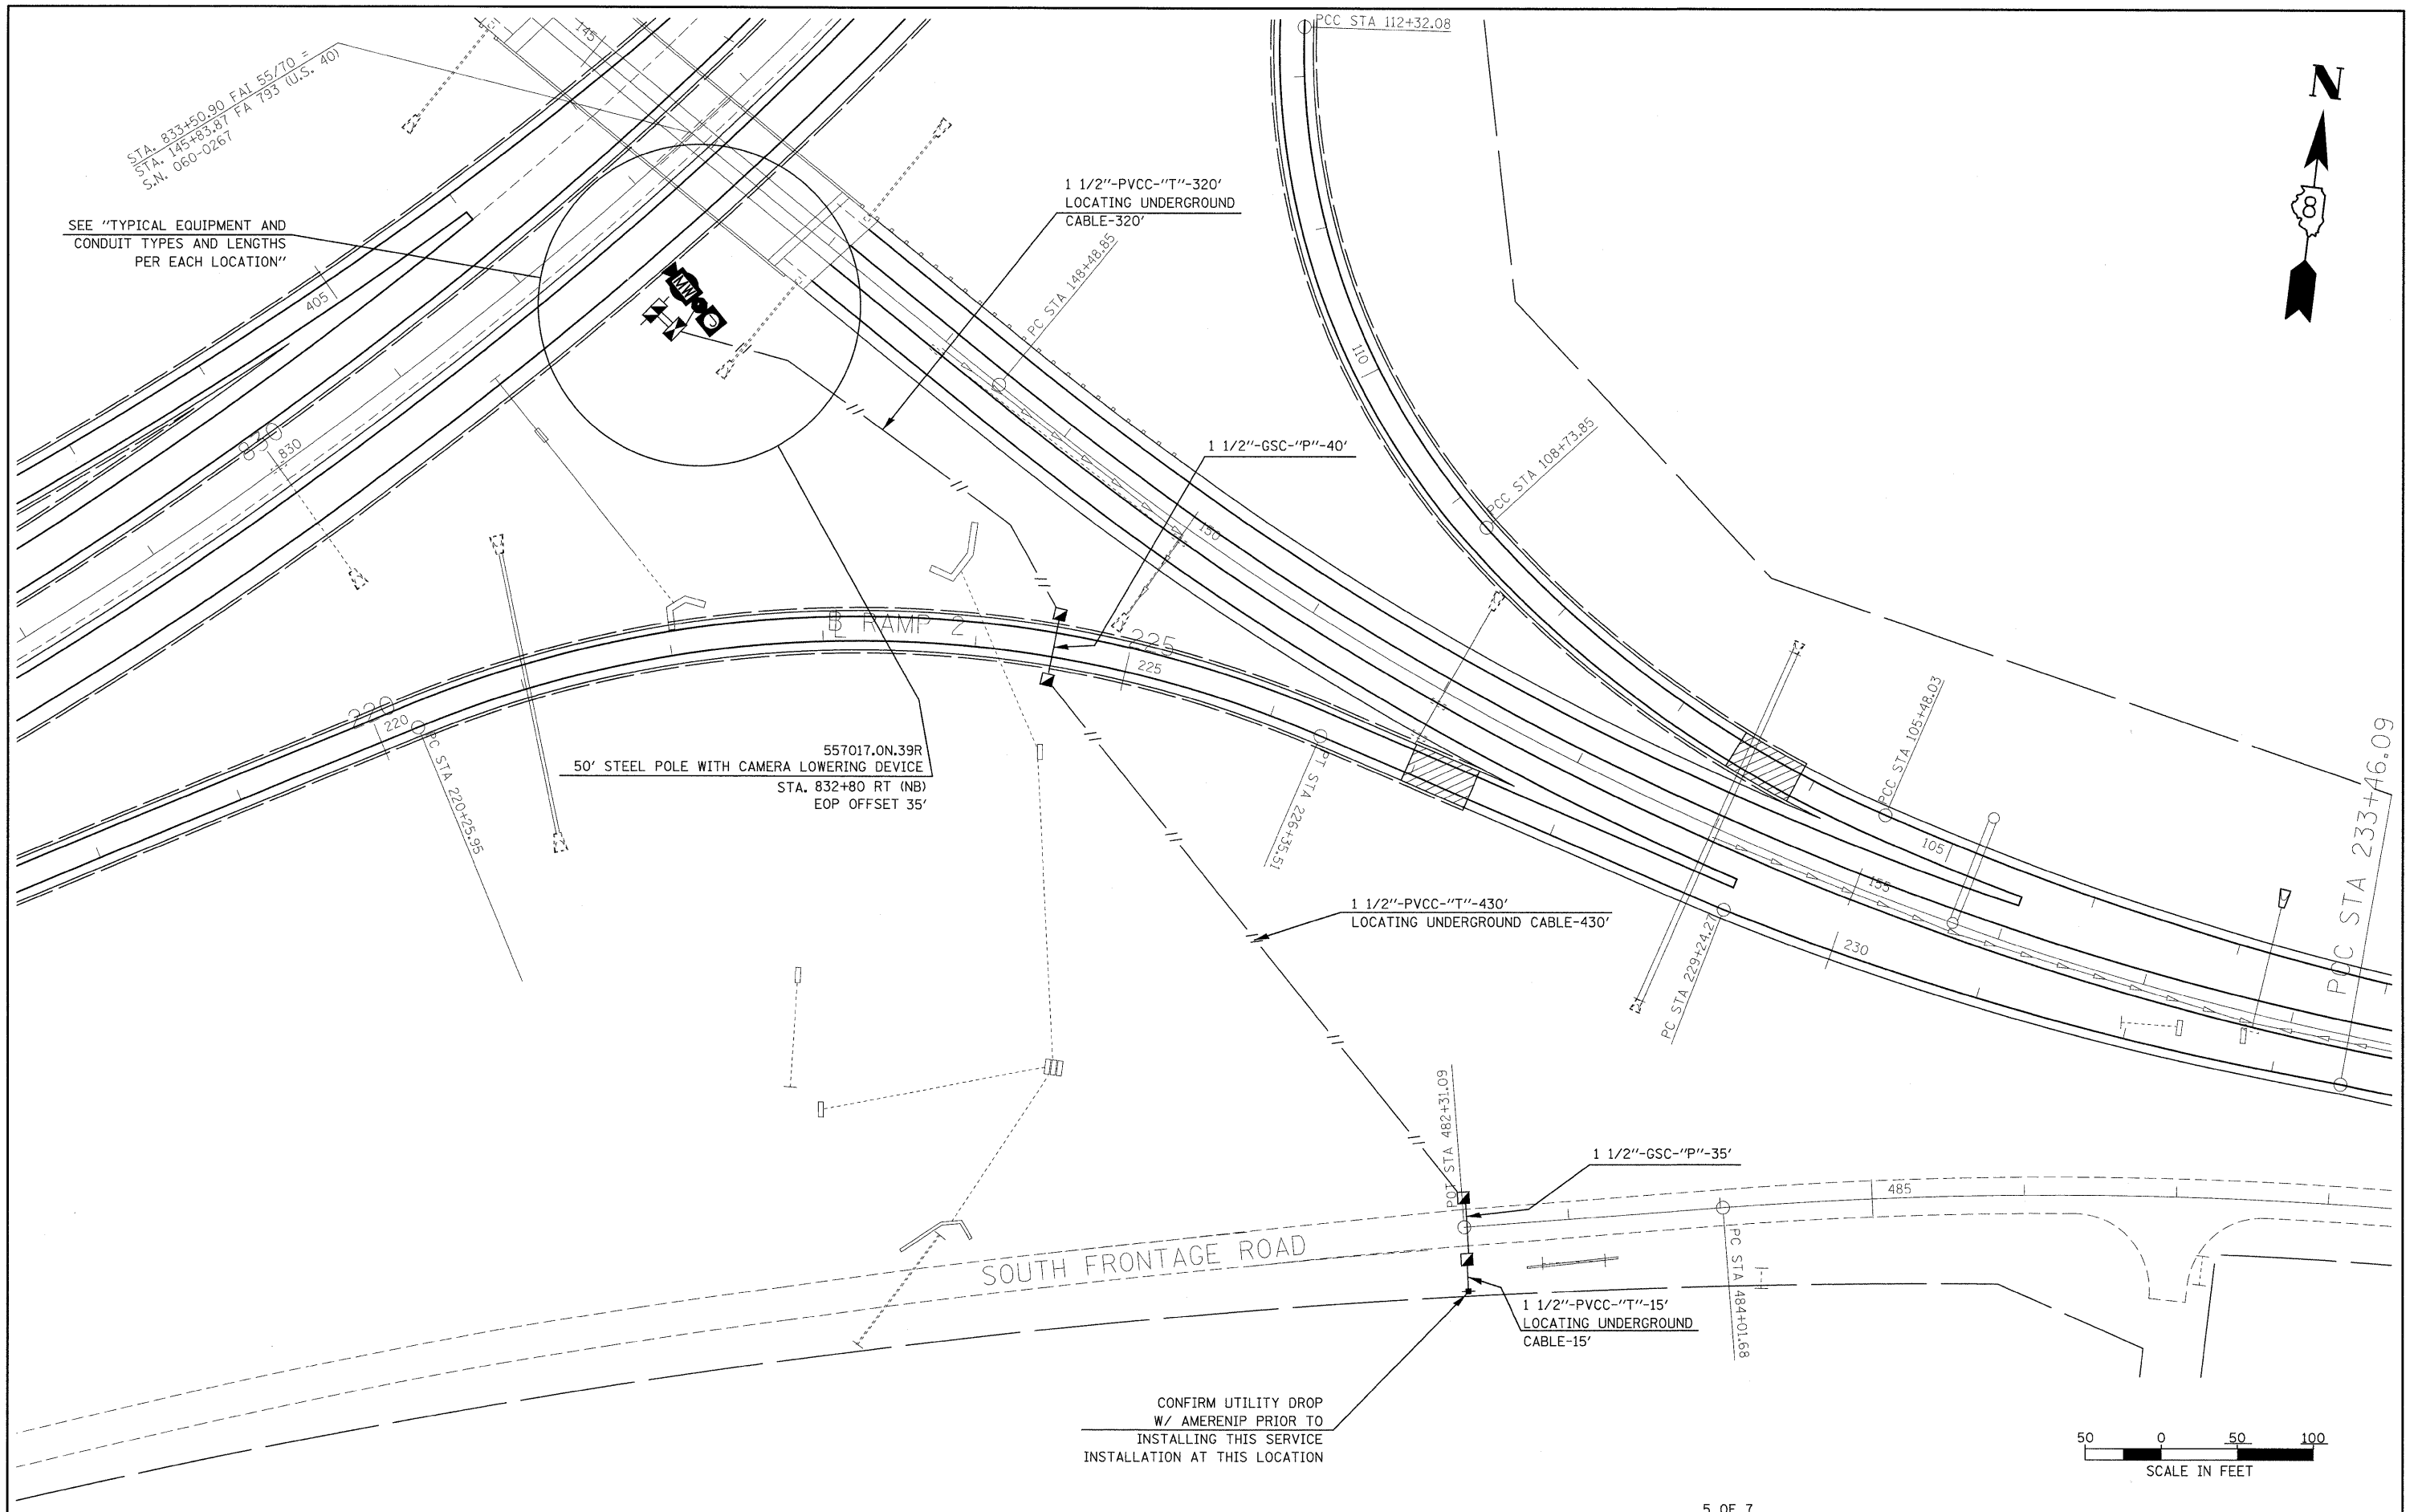 PCC STA 112+32.08
145
STA. 833+50.90 FAI 55/70 =
STA. 145+83.87 FA 793 (U.S. 40)
S.N. 060-0267
N
8
SEE "TYPICAL EQUIPMENT AND
CONDUIT TYPES AND LENGTHS
PER EACH LOCATION"
1 1/2"-PVCC-"T"-320'
LOCATING UNDERGROUND
CABLE-320'
PC STA 148+48.85
405
MW
J
110
830
830
1 1/2"-GSC-"P"-40'
PCC STA 108+73.85
150
℄ RAMP 2
225
225
220
220
PC STA 220+25.95
557017.0N.39R
50' STEEL POLE WITH CAMERA LOWERING DEVICE
STA. 832+80 RT (NB)
EOP OFFSET 35'
PT STA 226+35.51
PCC STA 105+48.03
PCC STA 233+46.09
105
155
1 1/2"-PVCC-"T"-430'
LOCATING UNDERGROUND CABLE-430'
PC STA 229+24.27
230
POT STA 482+31.09
1 1/2"-GSC-"P"-35'
485
SOUTH FRONTAGE ROAD
PC STA 484+01.68
1 1/2"-PVCC-"T"-15'
LOCATING UNDERGROUND
CABLE-15'
CONFIRM UTILITY DROP
W/ AMERENIP PRIOR TO
INSTALLING THIS SERVICE
INSTALLATION AT THIS LOCATION
50 0 50 100
SCALE IN FEET
5 OF 7